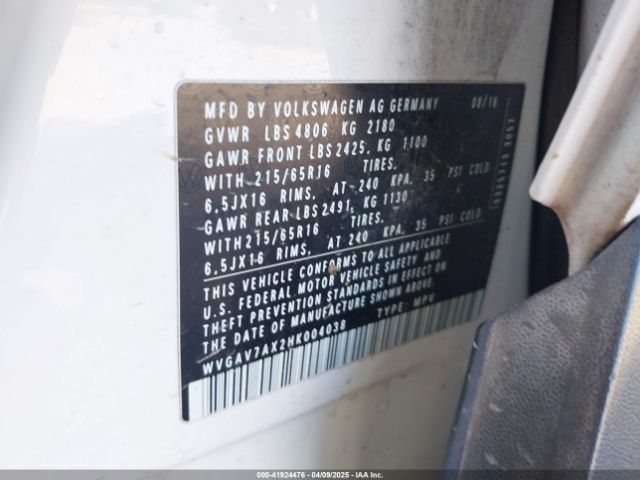 MFD BY VOLKSWAGEN AG GERMANY 08/16
GVWR LBS 4806 KG 2180
GAWR FRONT LBS 2425, KG 1100
WITH 215/65R16 TIRES,
6,5JX16 RIMS, AT 240 KPA, 35 PSI COLD
GAWR REAR LBS 2491, KG 1130
WITH 215/65R16 TIRES,
6,5JX16 RIMS, AT 240 KPA, 35 PSI COLD
THIS VEHICLE CONFORMS TO ALL APPLICABLE
U.S. FEDERAL MOTOR VEHICLE SAFETY AND
THEFT PREVENTION STANDARDS IN EFFECT ON
THE DATE OF MANUFACTURE SHOWN ABOVE.
WVGAV7AX2HK004038 TYPE: MPV
000-41924476 - 04/09/2025 - IAA Inc.